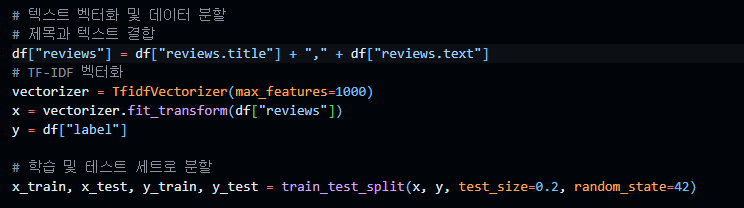 # 텍스트 벡터화 및 데이터 분할
# 제목과 텍스트 결합
df["reviews"] = df["reviews.title"] + "," + df["reviews.text"]
# TF-IDF 벡터화
vectorizer = TfidfVectorizer(max_features=1000)
x = vectorizer.fit_transform(df["reviews"])
y = df["label"]
# 학습 및 테스트 세트로 분할
x_train, x_test, y_train, y_test = train_test_split(x, y, test_size=0.2, random_state=42)